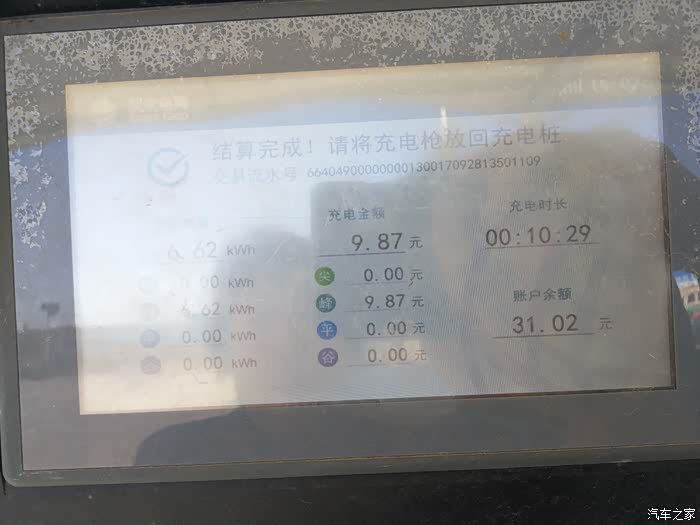 结算完成！请将充电枪放回充电桩
交易流水号 6640490000000130017092813501109
充电金额 充电时长
6.62 kWh 9.87 元 00:10:29
0.00 kWh 尖 0.00 元
6.62 kWh 峰 9.87 元 账户余额
0.00 kWh 平 0.00 元 31.02 元
0.00 kWh 谷 0.00 元
汽车之家